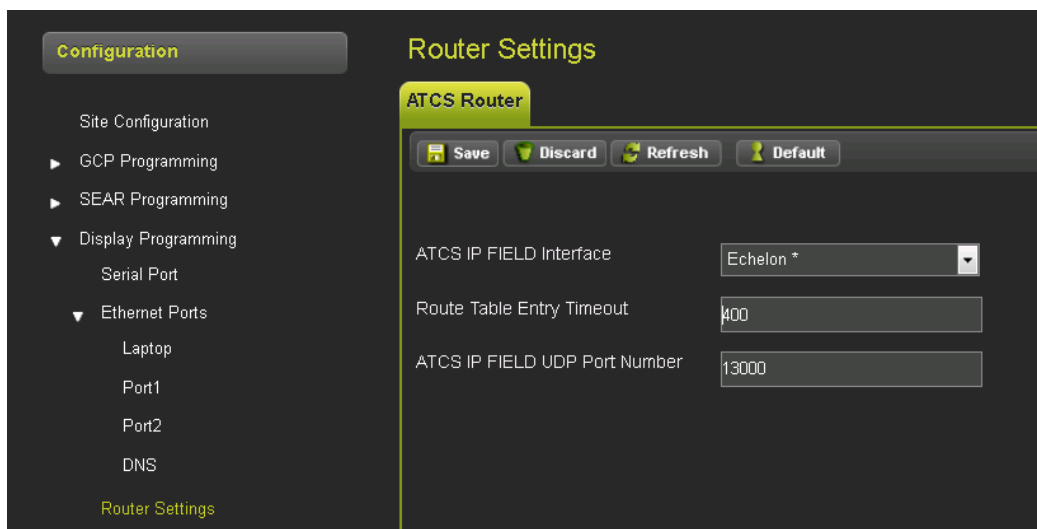 Configuration
Site Configuration
GCP Programming
SEAR Programming
Display Programming
Serial Port
Ethernet Ports
Laptop
Port1
Port2
DNS
Router Settings
Router Settings
ATCS Router
Save Discard Refresh Default
ATCS IP FIELD Interface Echelon *
Route Table Entry Timeout 400
ATCS IP FIELD UDP Port Number 13000